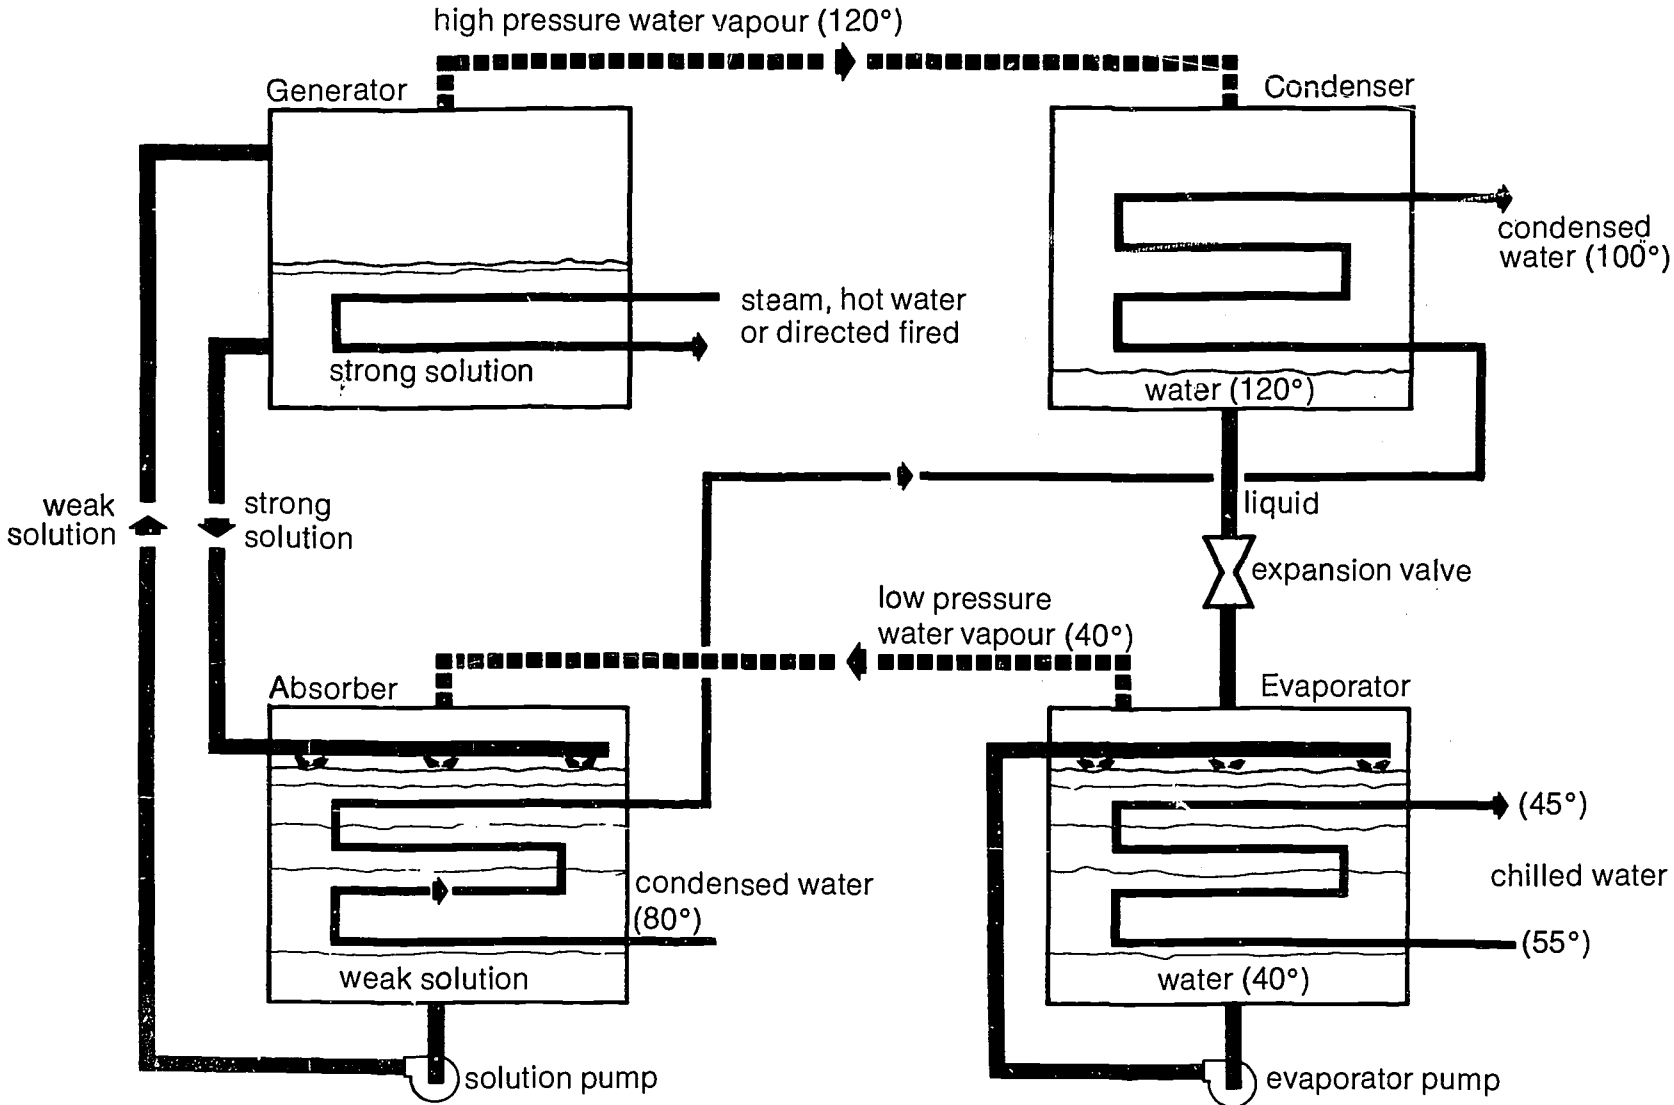 high pressure water vapour (120°)
Generator
Condenser
condensed
water (100°)
steam, hot water
or directed fired
strong solution
water (120°)
weak
solution
strong
solution
liquid
expansion valve
low pressure
water vapour (40°)
Absorber
Evaporator
(45°)
condensed water
(80°)
chilled water
(55°)
weak solution
water (40°)
solution pump
evaporator pump